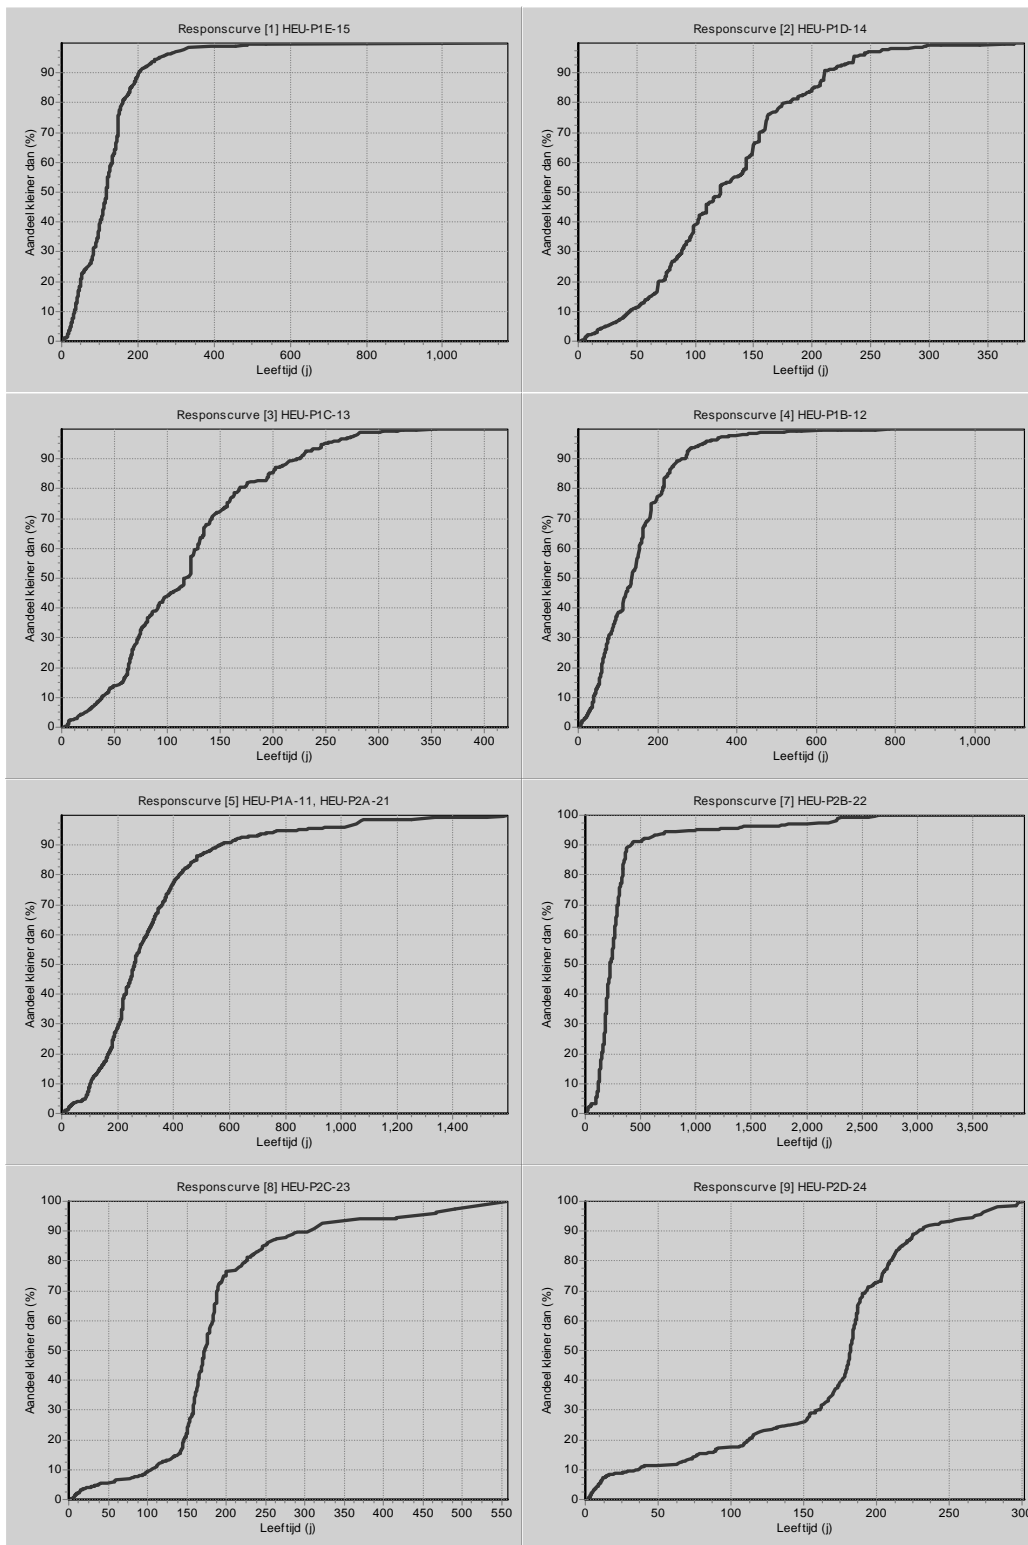 Responscurve [1] HEU-P1E-15
Aandeel kleiner dan (%)
90
80
70
60
50
40
30
20
10
0
0 200 400 600 800 1,000
Leeftijd (j)
Responscurve [2] HEU-P1D-14
Aandeel kleiner dan (%)
90
80
70
60
50
40
30
20
10
0
0 50 100 150 200 250 300 350
Leeftijd (j)
Responscurve [3] HEU-P1C-13
Aandeel kleiner dan (%)
90
80
70
60
50
40
30
20
10
0
0 50 100 150 200 250 300 350 400
Leeftijd (j)
Responscurve [4] HEU-P1B-12
Aandeel kleiner dan (%)
90
80
70
60
50
40
30
20
10
0
0 200 400 600 800 1,000
Leeftijd (j)
Responscurve [5] HEU-P1A-11, HEU-P2A-21
Aandeel kleiner dan (%)
90
80
70
60
50
40
30
20
10
0
0 200 400 600 800 1,000 1,200 1,400
Leeftijd (j)
Responscurve [7] HEU-P2B-22
Aandeel kleiner dan (%)
100
90
80
70
60
50
40
30
20
10
0
0 500 1,000 1,500 2,000 2,500 3,000 3,500
Leeftijd (j)
Responscurve [8] HEU-P2C-23
Aandeel kleiner dan (%)
100
90
80
70
60
50
40
30
20
10
0
0 50 100 150 200 250 300 350 400 450 500 550
Leeftijd (j)
Responscurve [9] HEU-P2D-24
Aandeel kleiner dan (%)
100
90
80
70
60
50
40
30
20
10
0
0 50 100 150 200 250 300
Leeftijd (j)